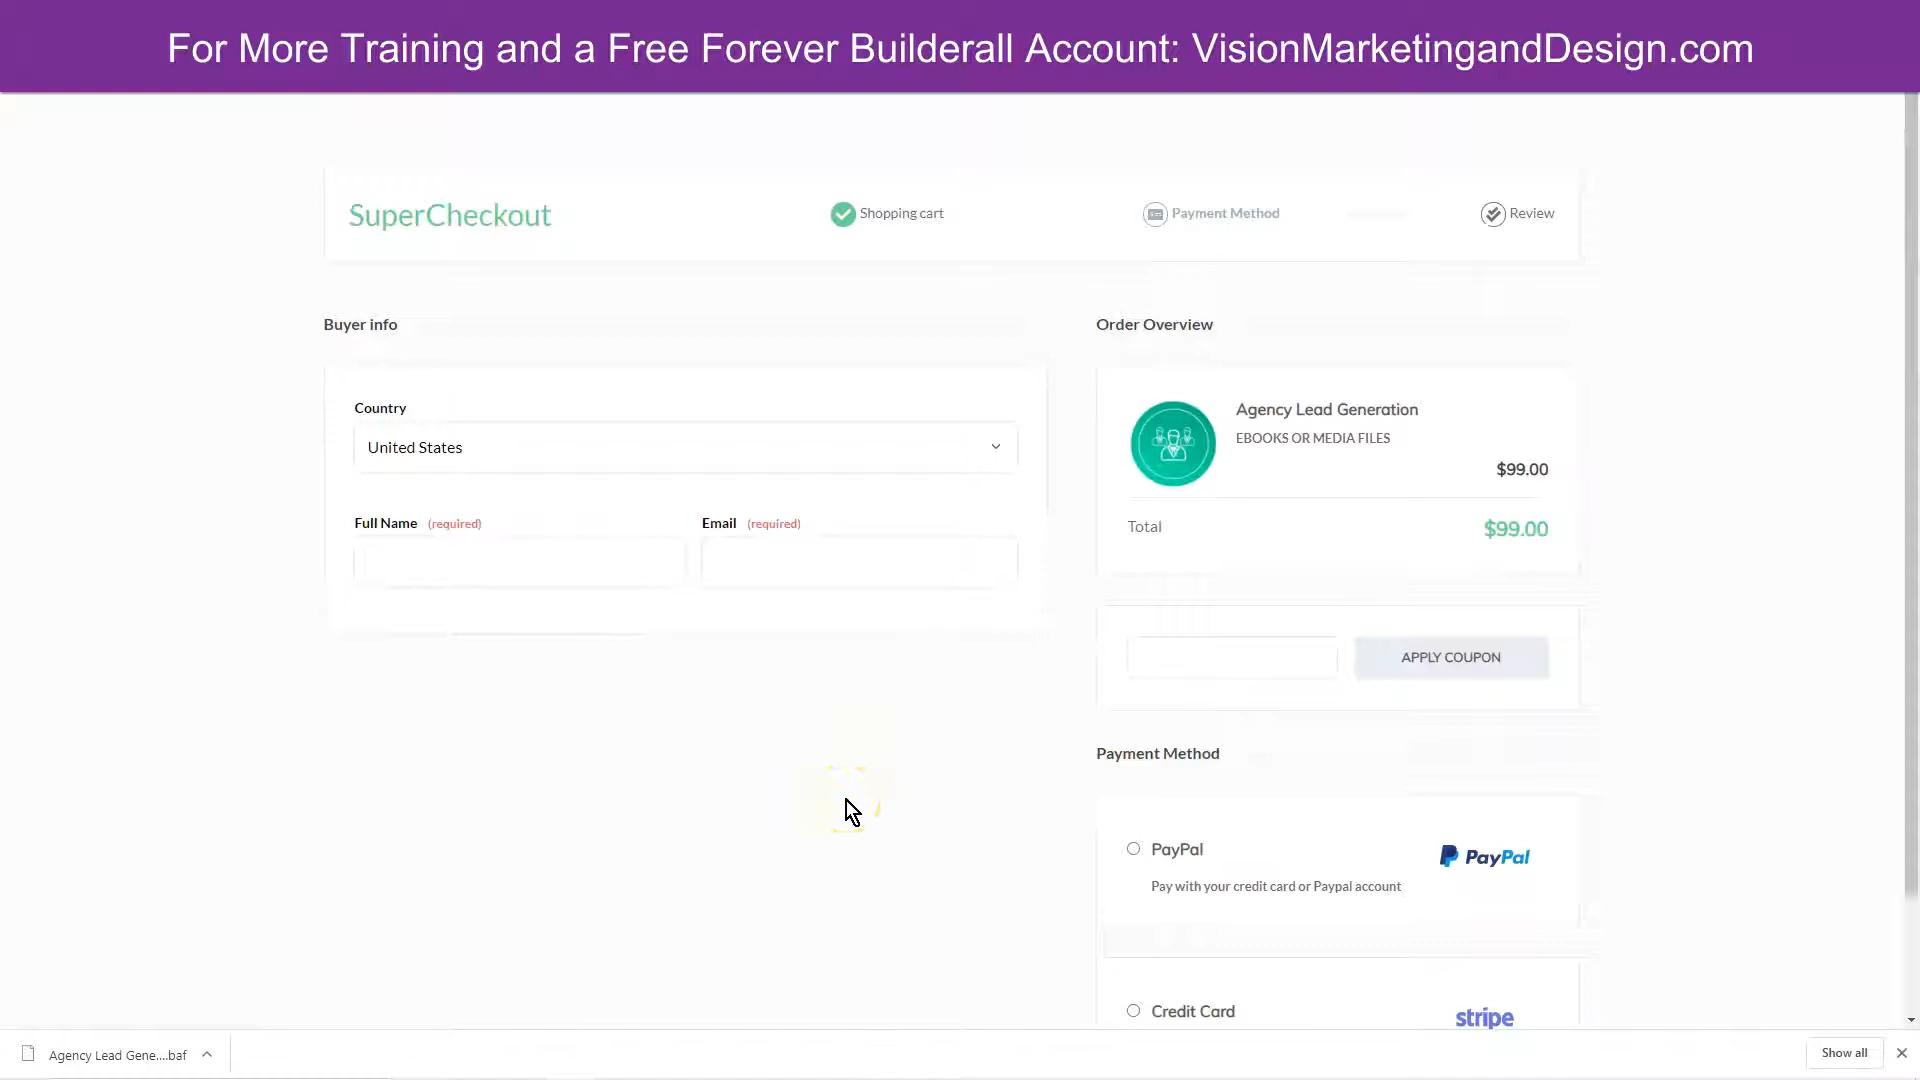 For More Training and a Free Forever Builderall Account: VisionMarketingandDesign.com
SuperCheckout
Shopping cart
Payment Method
Review
Buyer info
Order Overview
Country
United States
Full Name (required)
Email (required)
Agency Lead Generation
EBOOKS OR MEDIA FILES
$99.00
Total
$99.00
APPLY COUPON
Payment Method
PayPal
PayPal
Pay with your credit card or Paypal account
Credit Card
stripe
Agency Lead Gene....baf
Show all